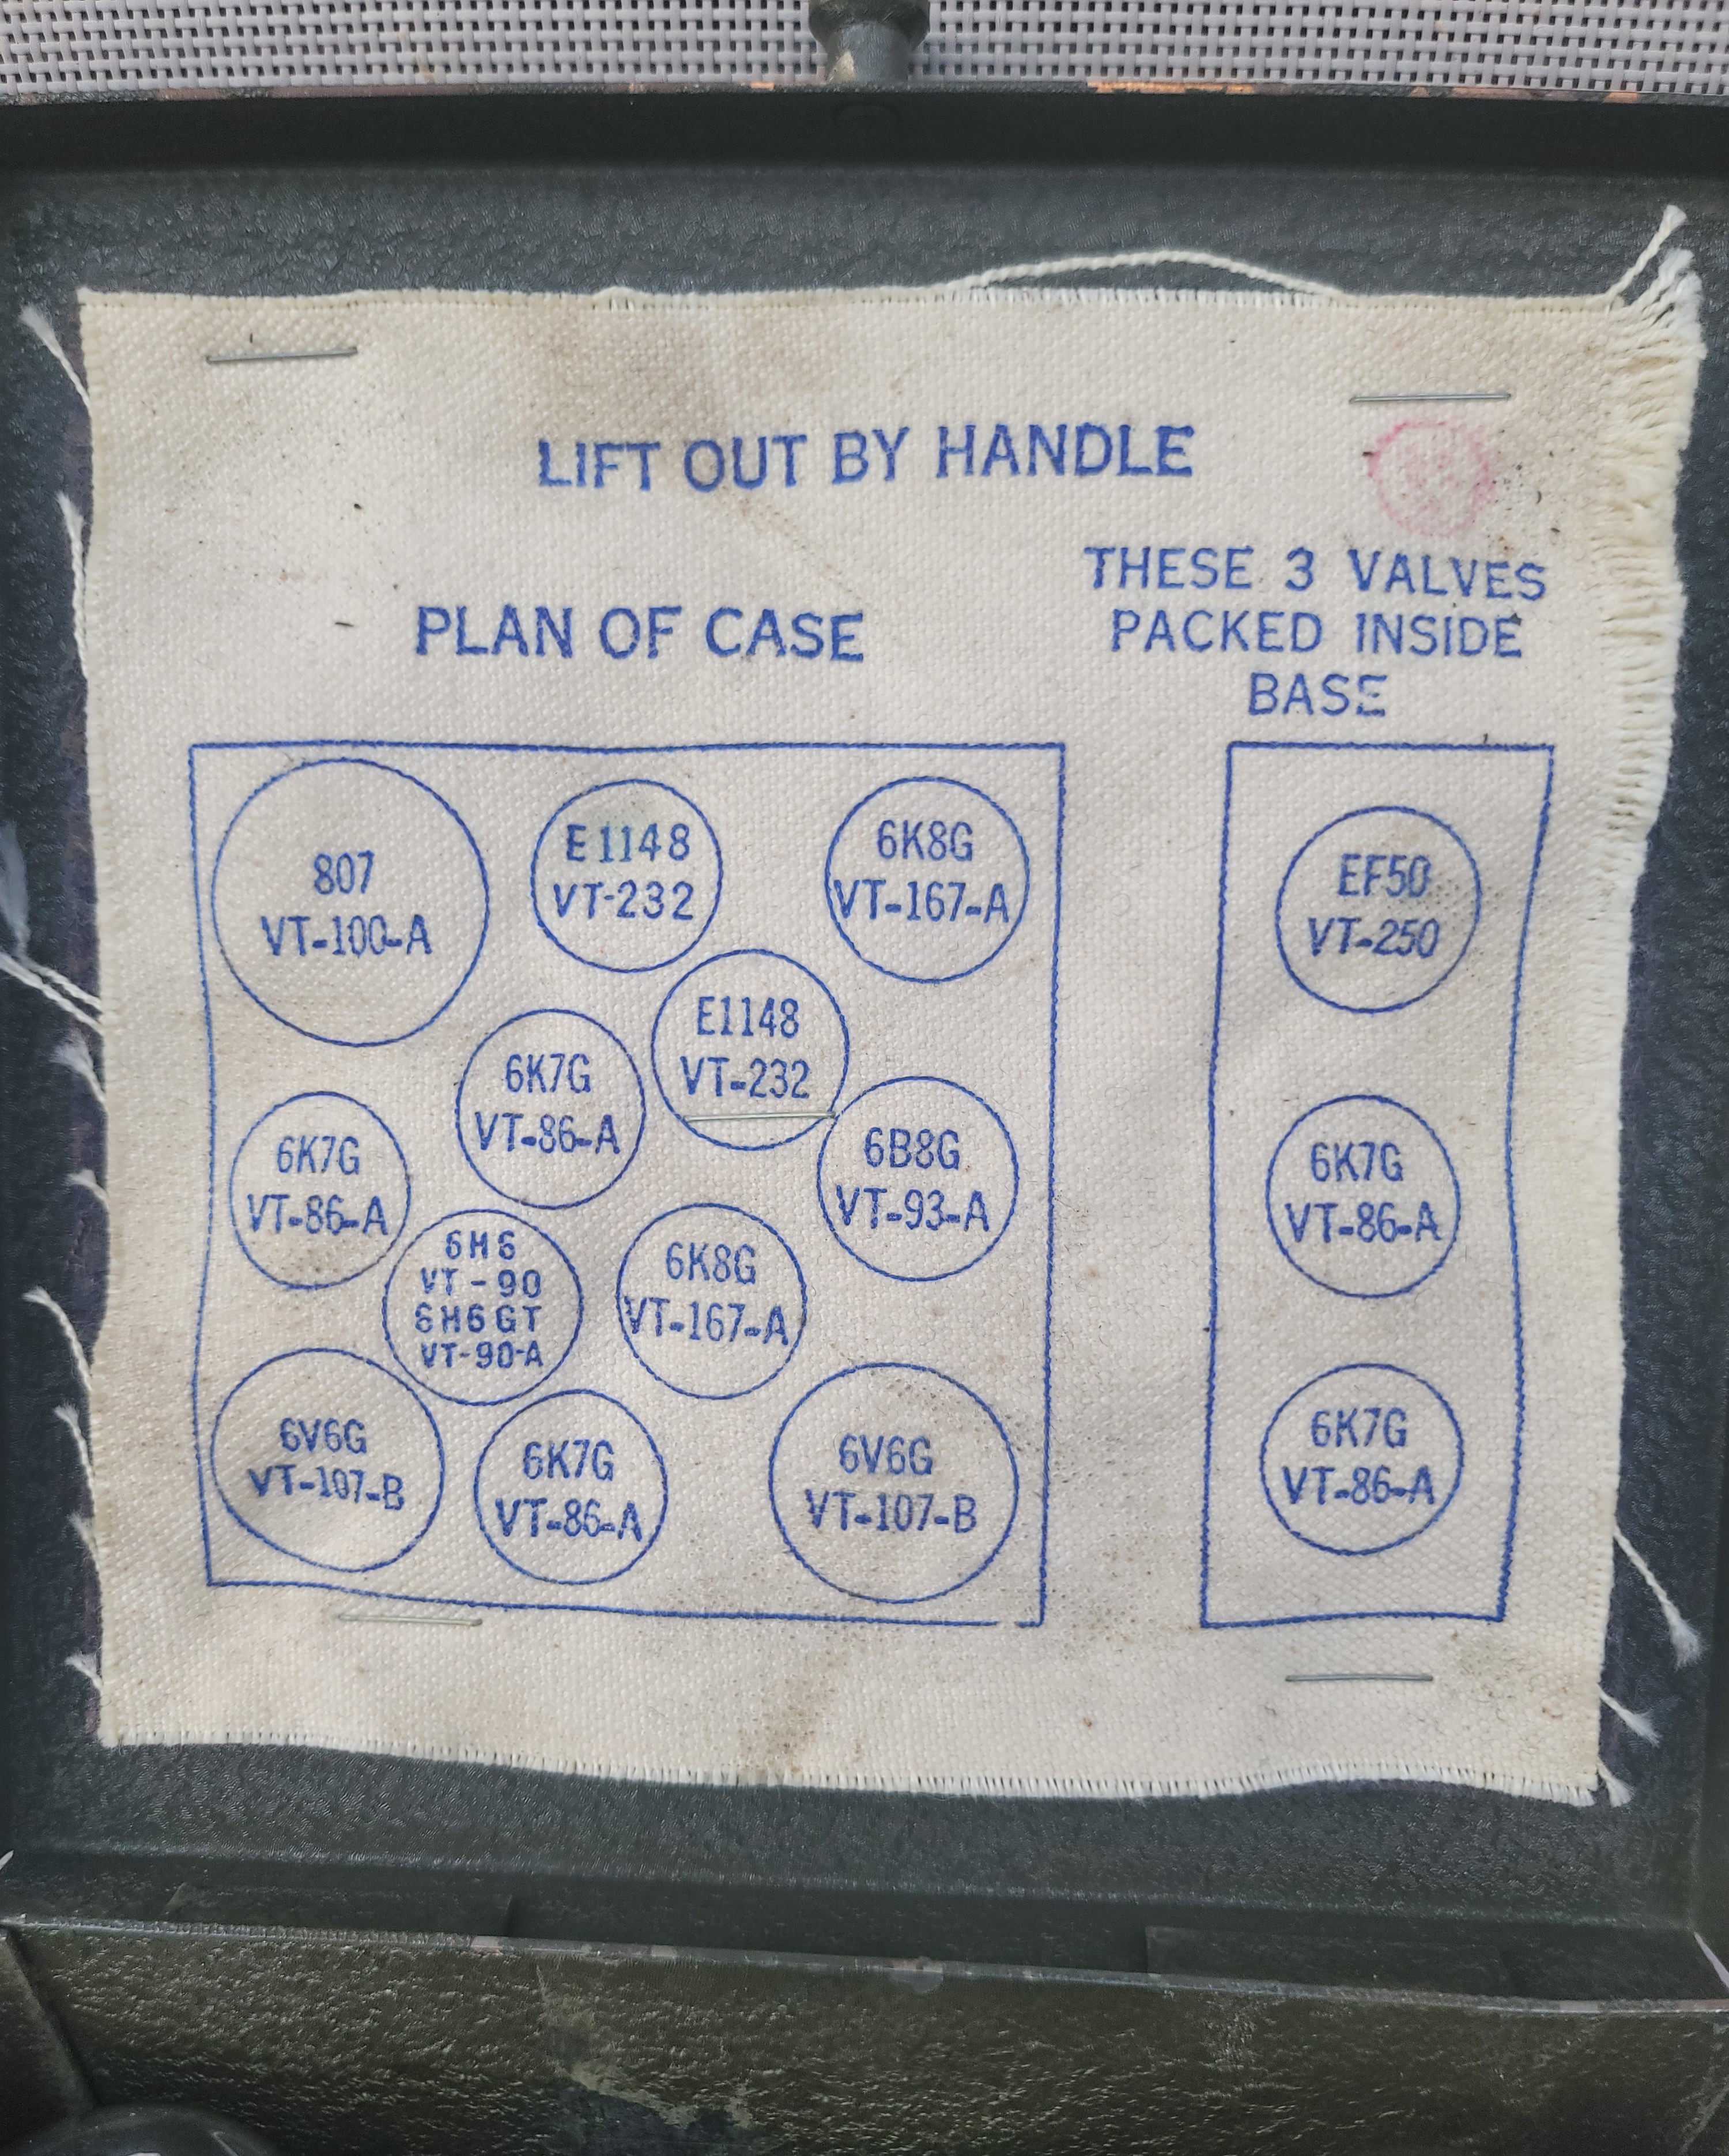 LIFT OUT BY HANDLE
PLAN OF CASE
807
VT-100-A
E1148
VT-232
6K8G
VT-167-A
E1148
VT-232
6K7G
VT-86-A
6K7G
VT-86-A
6B8G
VT-93-A
6H6
VT-90
6H6GT
VT-90-A
6K8G
VT-167-A
6V6G
VT-107-B
6K7G
VT-86-A
6V6G
VT-107-B
THESE 3 VALVES
PACKED INSIDE
BASE
EF50
VT-250
6K7G
VT-86-A
6K7G
VT-86-A